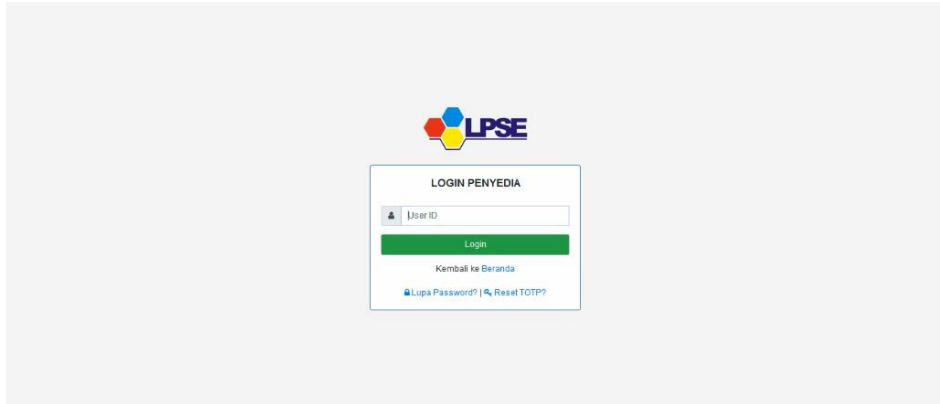 LPSE
LOGIN PENYEDIA
User ID
Login
Kembali ke Beranda
Lupa Password? | Reset TOTP?